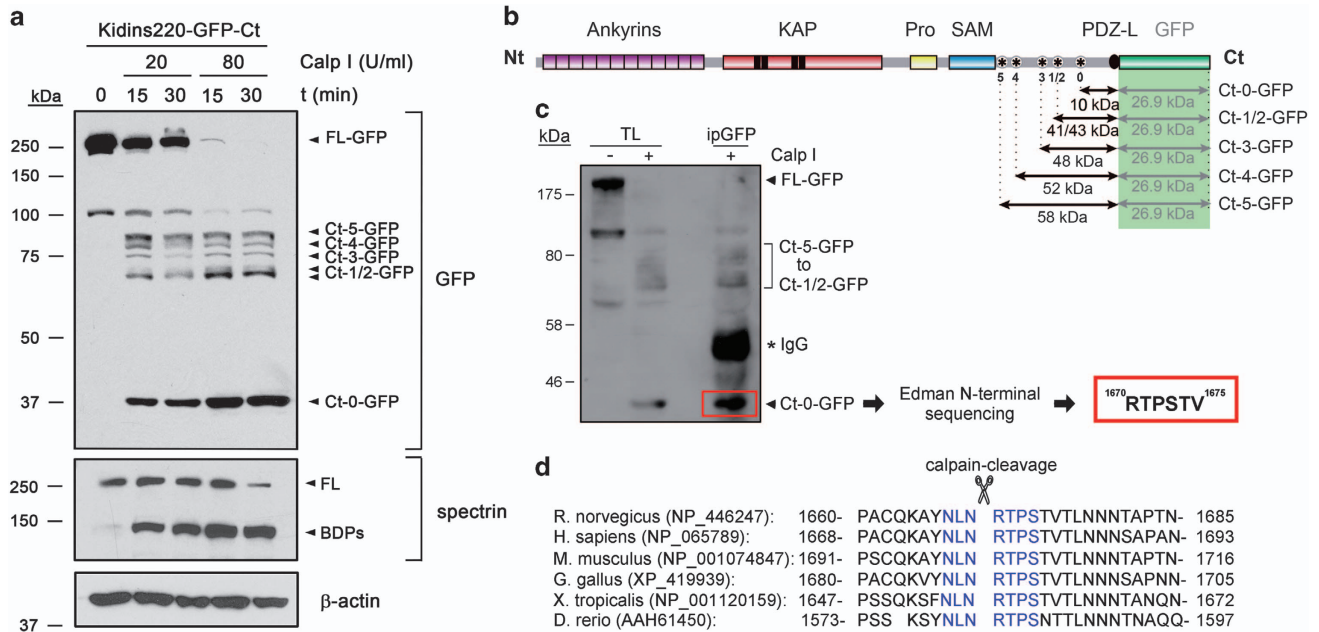 a
Kidins220-GFP-Ct
20 80 Calp I (U/ml)
kDa 0 15 30 15 30 t (min)
250
150
100
75
50
37
FL-GFP
Ct-5-GFP
Ct-4-GFP
Ct-3-GFP
Ct-1/2-GFP
Ct-0-GFP
GFP
250
150
FL
BDPs
spectrin
β-actin
37
b
Ankyrins KAP Pro SAM PDZ-L GFP
Nt Ct
* * * * *
5 4 3 1/2 0
10 kDa 26.9 kDa Ct-0-GFP
41/43 kDa 26.9 kDa Ct-1/2-GFP
48 kDa 26.9 kDa Ct-3-GFP
52 kDa 26.9 kDa Ct-4-GFP
58 kDa 26.9 kDa Ct-5-GFP
c
kDa TL ipGFP
- + + Calp I
175
80
58
46
FL-GFP
Ct-5-GFP
to
Ct-1/2-GFP
* IgG
Ct-0-GFP
Edman N-terminal
sequencing
1670RTPSTV1675
d
calpain-cleavage
R. norvegicus (NP_446247): 1660- PACQKAYNLN RTPSTVTLNNNTAPTN- 1685
H. sapiens (NP_065789): 1668- PACQKAYNLN RTPSTVTLNNNSAPAN- 1693
M. musculus (NP_001074847): 1691- PSCQKAYNLN RTPSTVTLNNNTAPTN- 1716
G. gallus (XP_419939): 1680- PACQKVYNLN RTPSTVTLNNNSAPNN- 1705
X. tropicalis (NP_001120159): 1647- PSSQKSFNLN RTPSTVTLNNNTANQN- 1672
D. rerio (AAH61450): 1573- PSS KSYNLN RTPSNTTLNNNTNAQQ- 1597